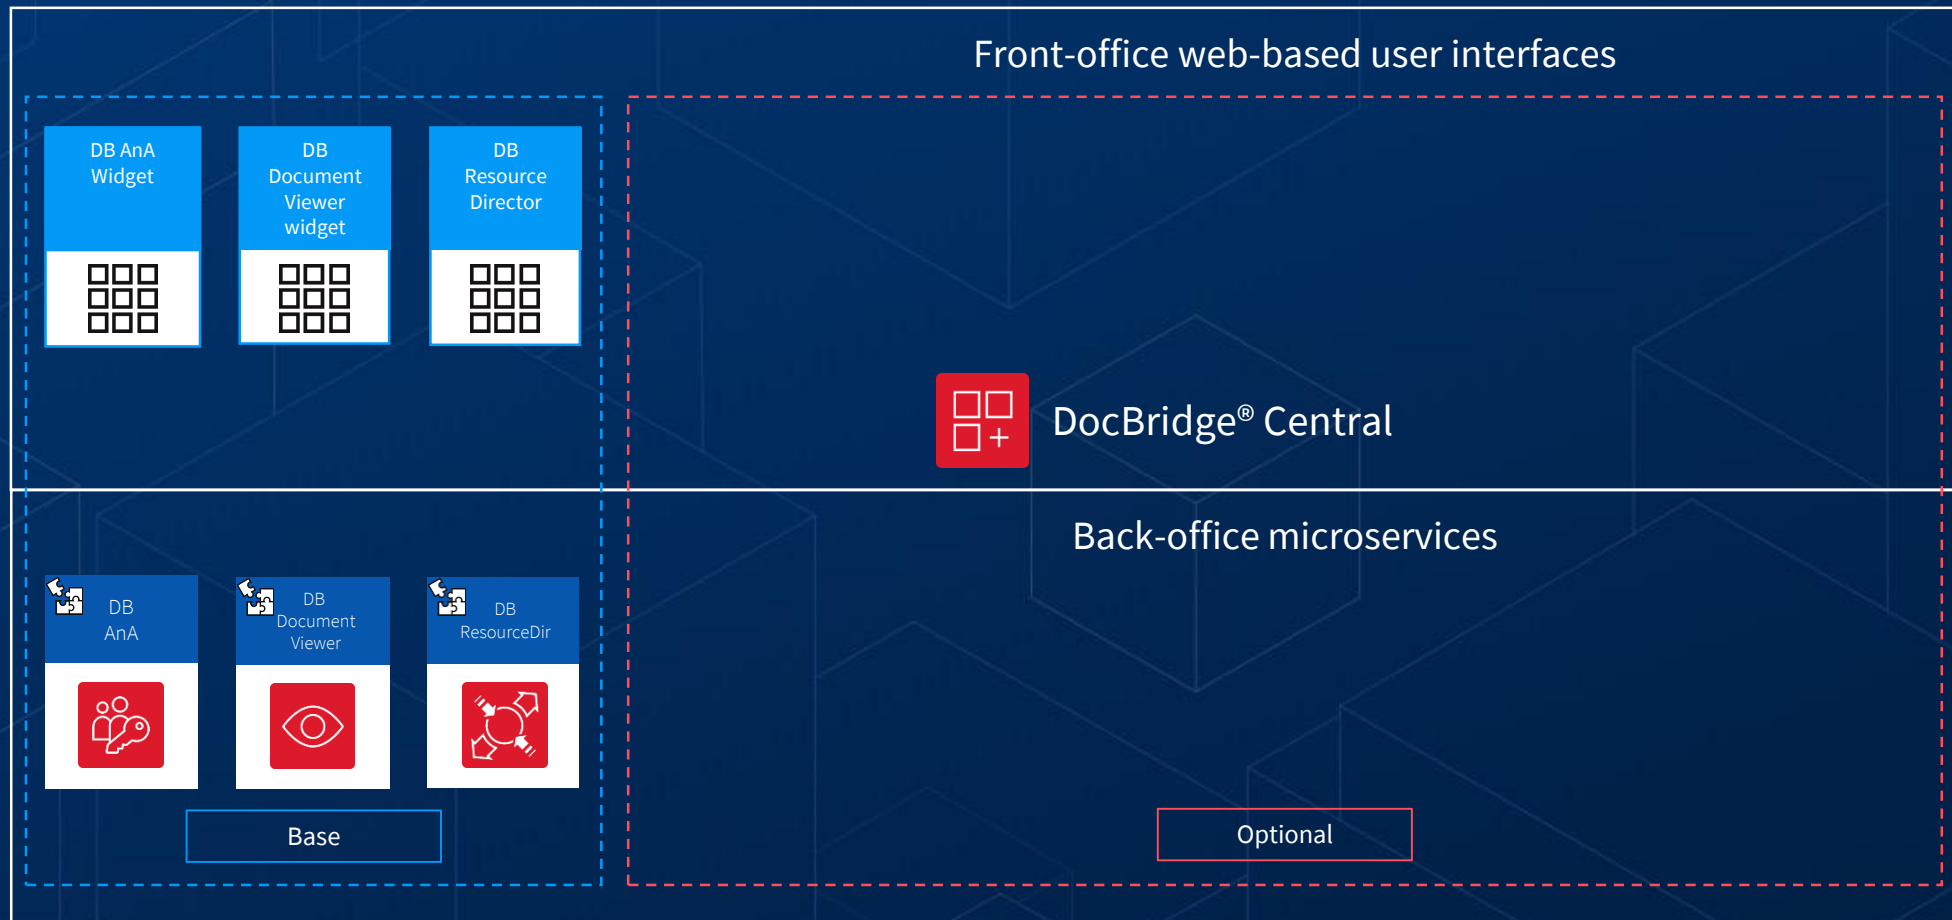 Front-office web-based user interfaces
DB AnA
Widget
DB
Document
Viewer
widget
DB
Resource
Director
DocBridge® Central
Back-office microservices
DB
AnA
DB
Document
Viewer
DB
ResourceDir
Base
Optional